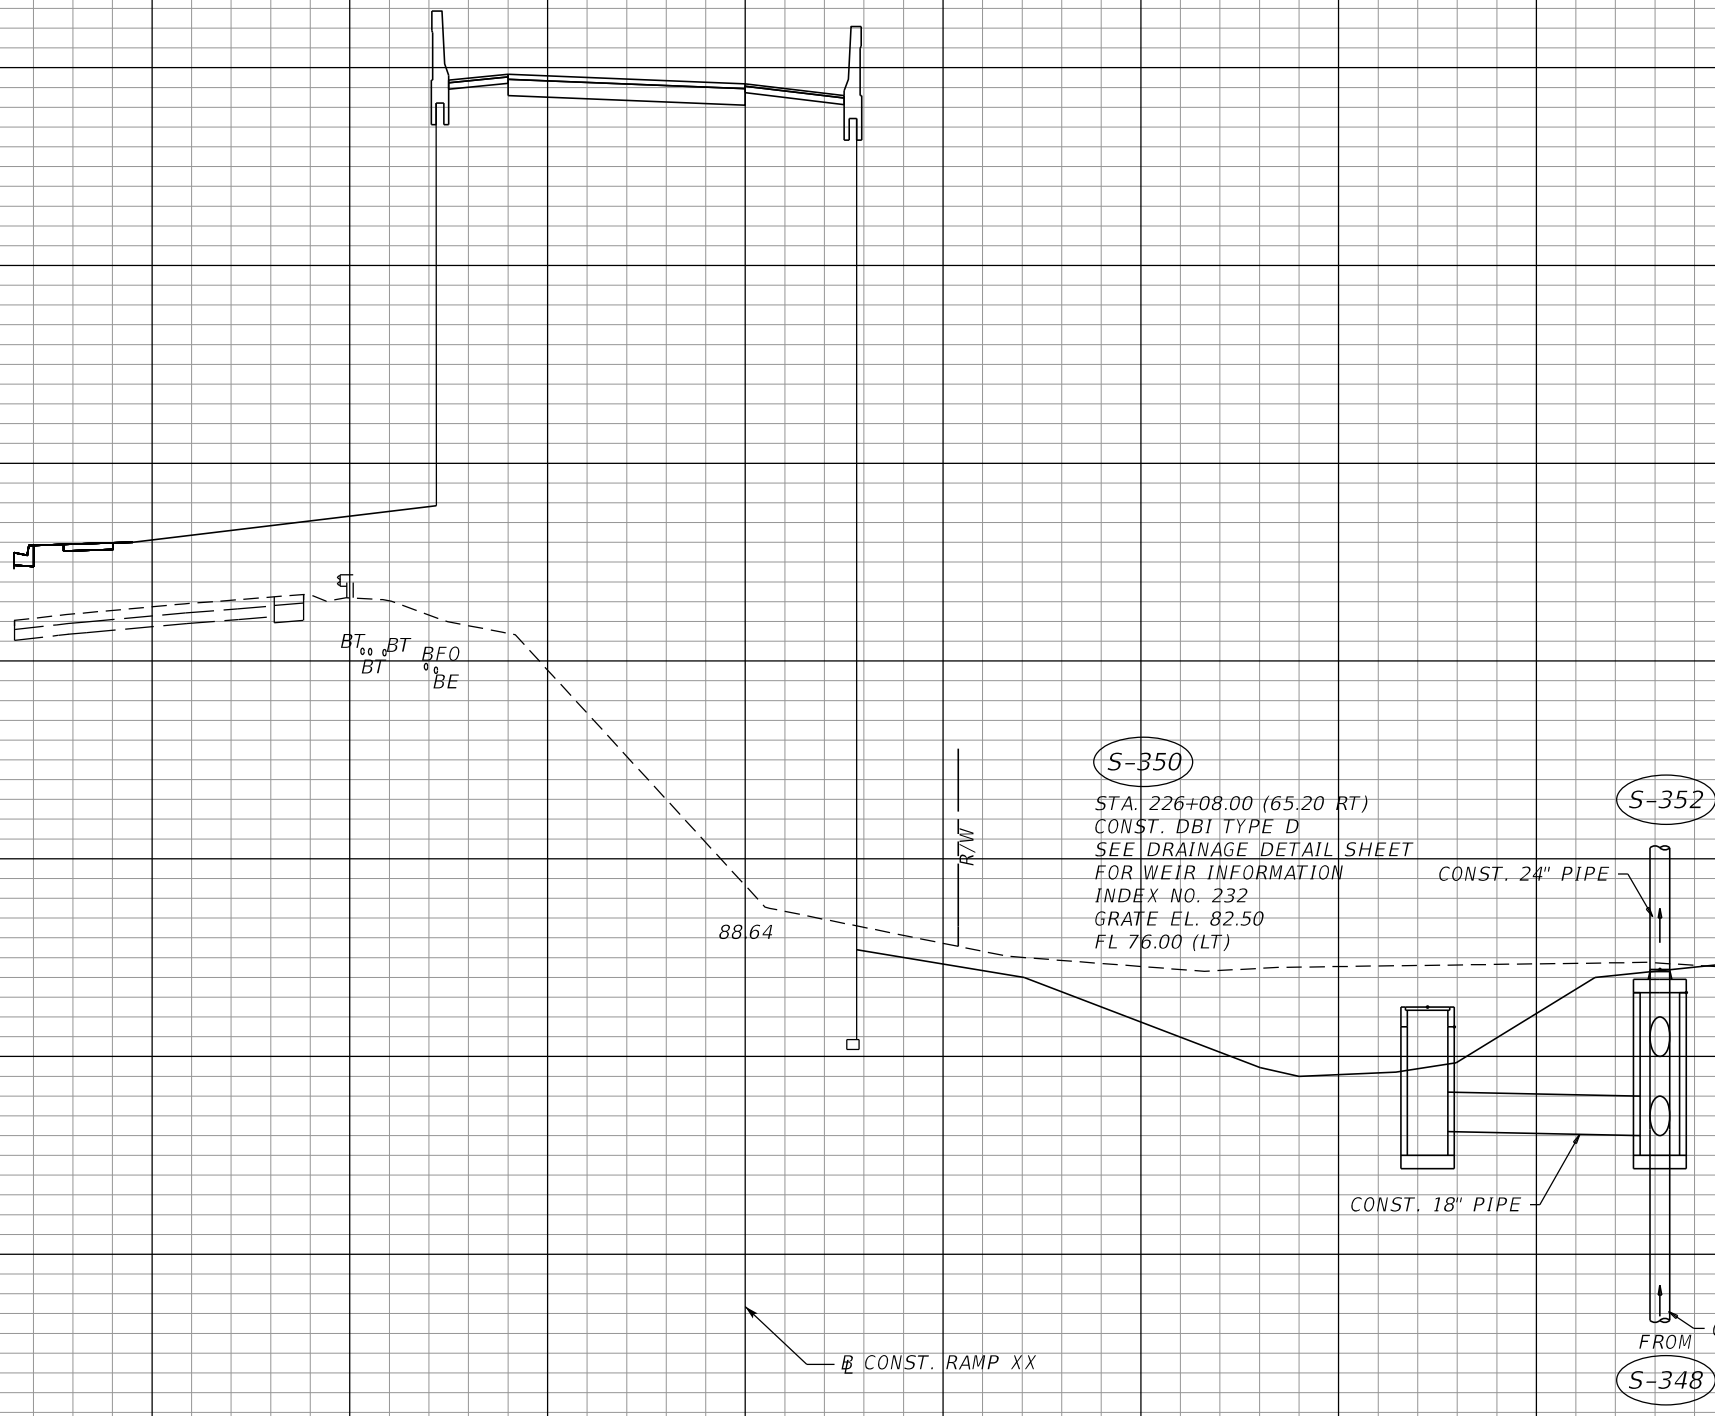 BT
BT
BFO
BT
BE
S-350
STA. 226+08.00 (65.20 RT)
CONST. DBI TYPE D
SEE DRAINAGE DETAIL SHEET
FOR WEIR INFORMATION
INDEX NO. 232
GRATE EL. 82.50
FL 76.00 (LT)
S-352
R/W
CONST. 24" PIPE
88.64
CONST. 18" PIPE
FROM
S-348
℄ CONST. RAMP XX